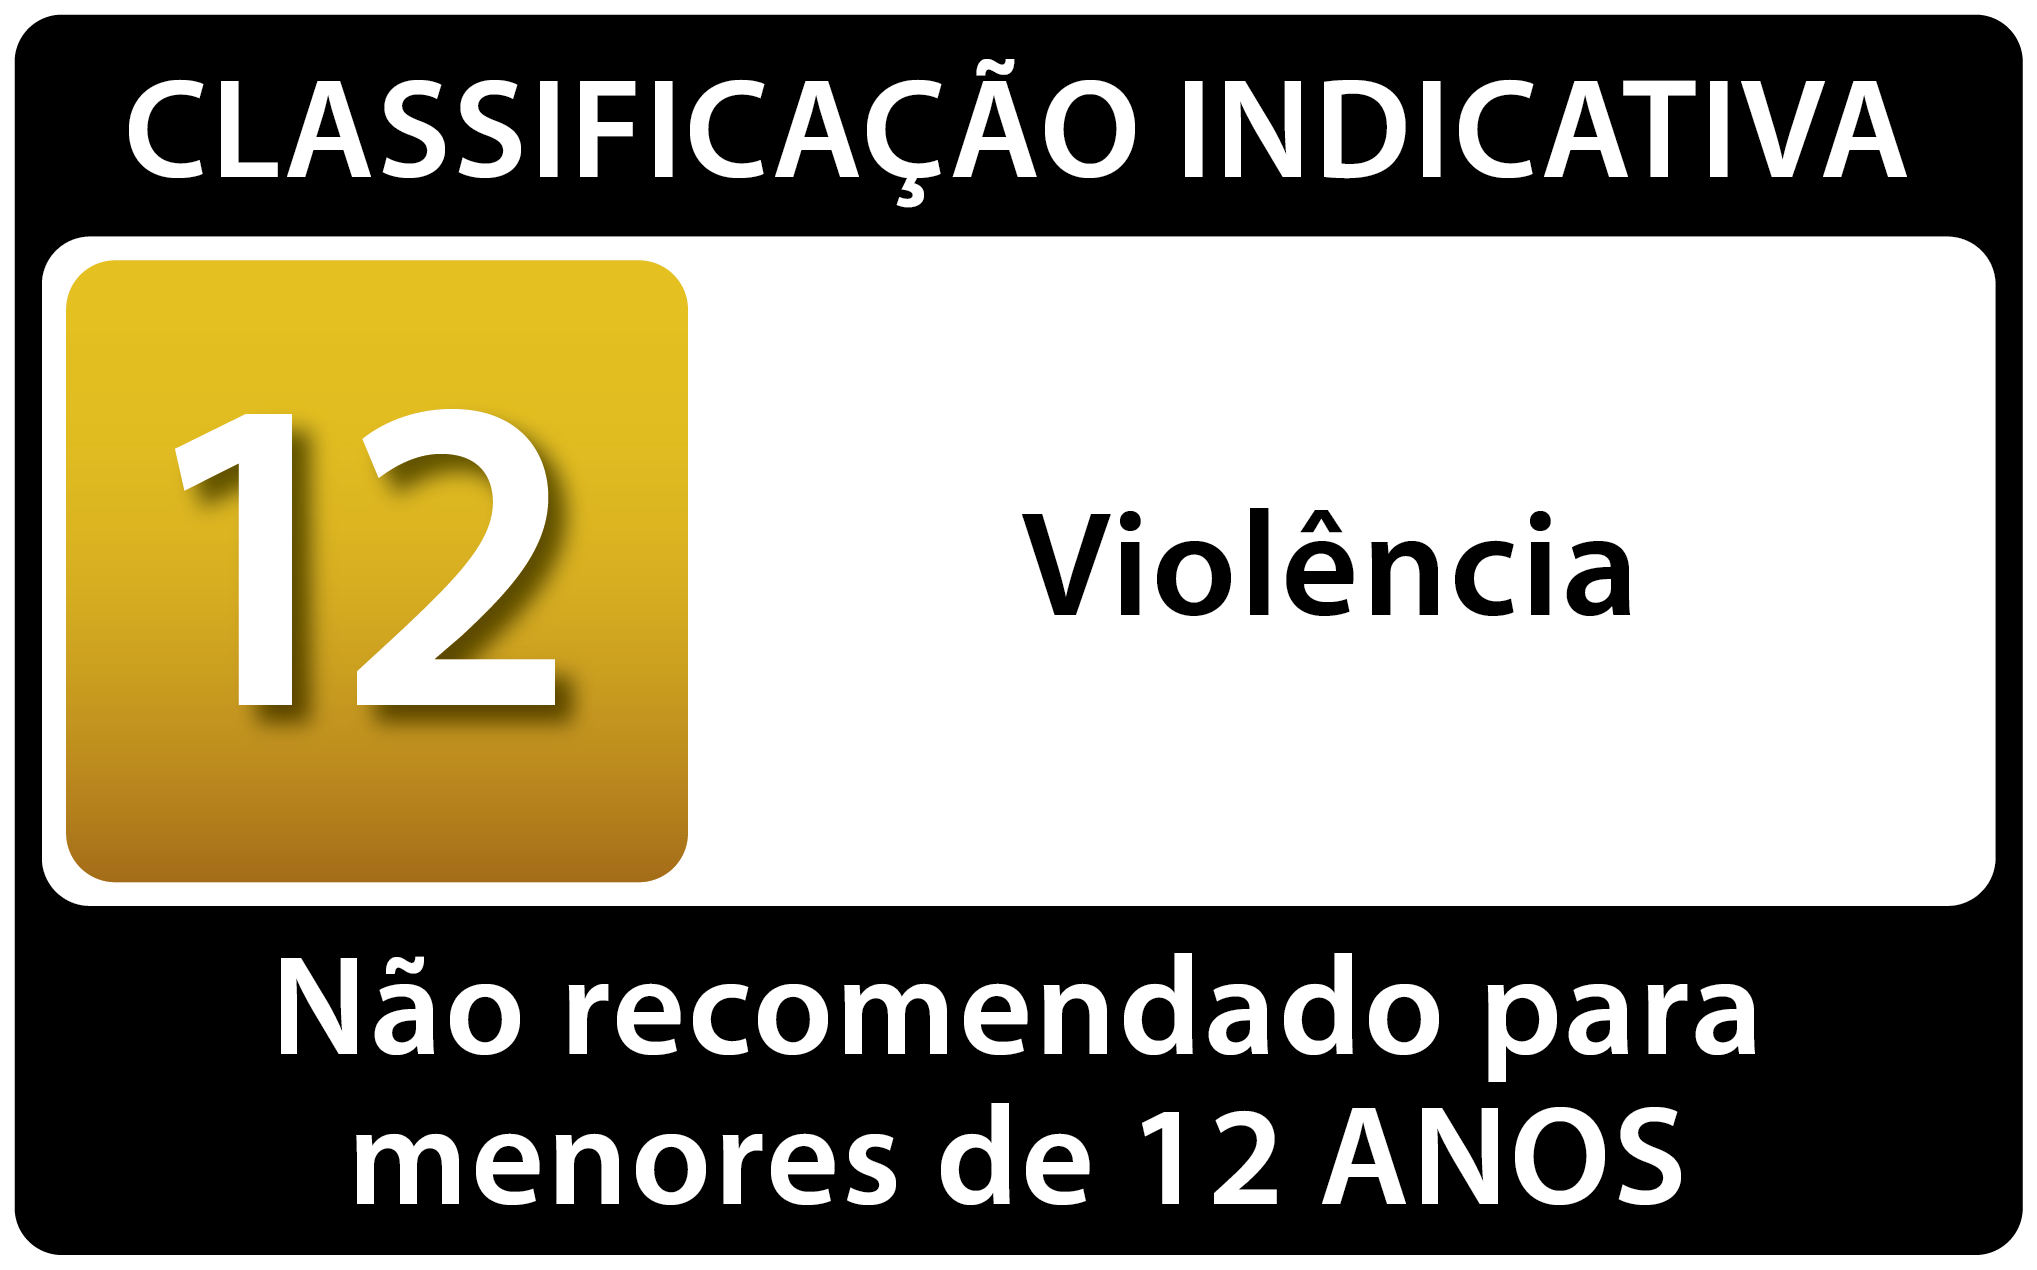 CLASSIFICAÇÃO INDICATIVA
12
Violência
Não recomendado para
menores de 12 ANOS